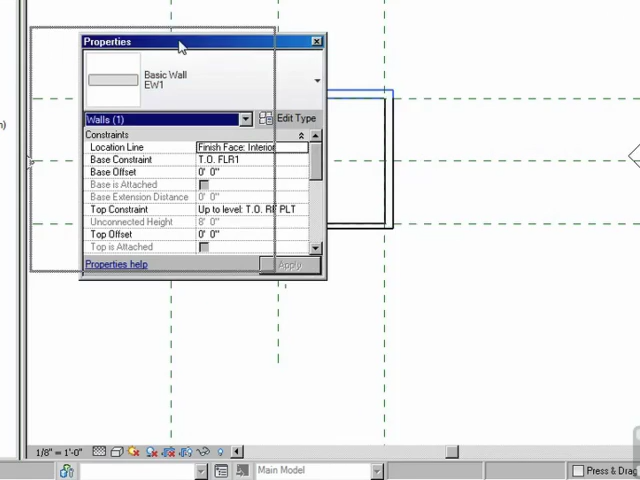 Properties
Basic Wall
EW1
Walls (1)
Edit Type
Constraints
Location Line
Finish Face: Interior
Base Constraint
T.O. FLR1
Base Offset
0' 0"
Base is Attached
Base Extension Distance
0' 0"
Top Constraint
Up to level: T.O. RF PLT
Unconnected Height
8' 0"
Top Offset
0' 0"
Top is Attached
Properties help
Apply
1/8" = 1'-0"
Main Model
Press & Drag